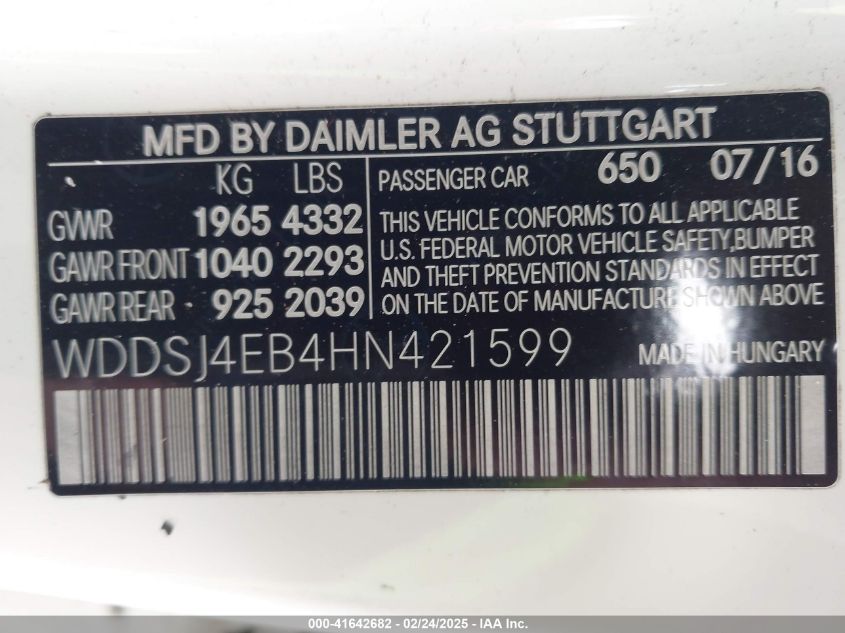 MFD BY DAIMLER AG STUTTGART
KG LBS
GVWR 1965 4332
GAWR FRONT 1040 2293
GAWR REAR 925 2039
PASSENGER CAR 650 07/16
THIS VEHICLE CONFORMS TO ALL APPLICABLE
U.S. FEDERAL MOTOR VEHICLE SAFETY,BUMPER
AND THEFT PREVENTION STANDARDS IN EFFECT
ON THE DATE OF MANUFACTURE SHOWN ABOVE
WDDSJ4EB4HN421599 MADE IN HUNGARY
000-41642682 - 02/24/2025 - IAA Inc.